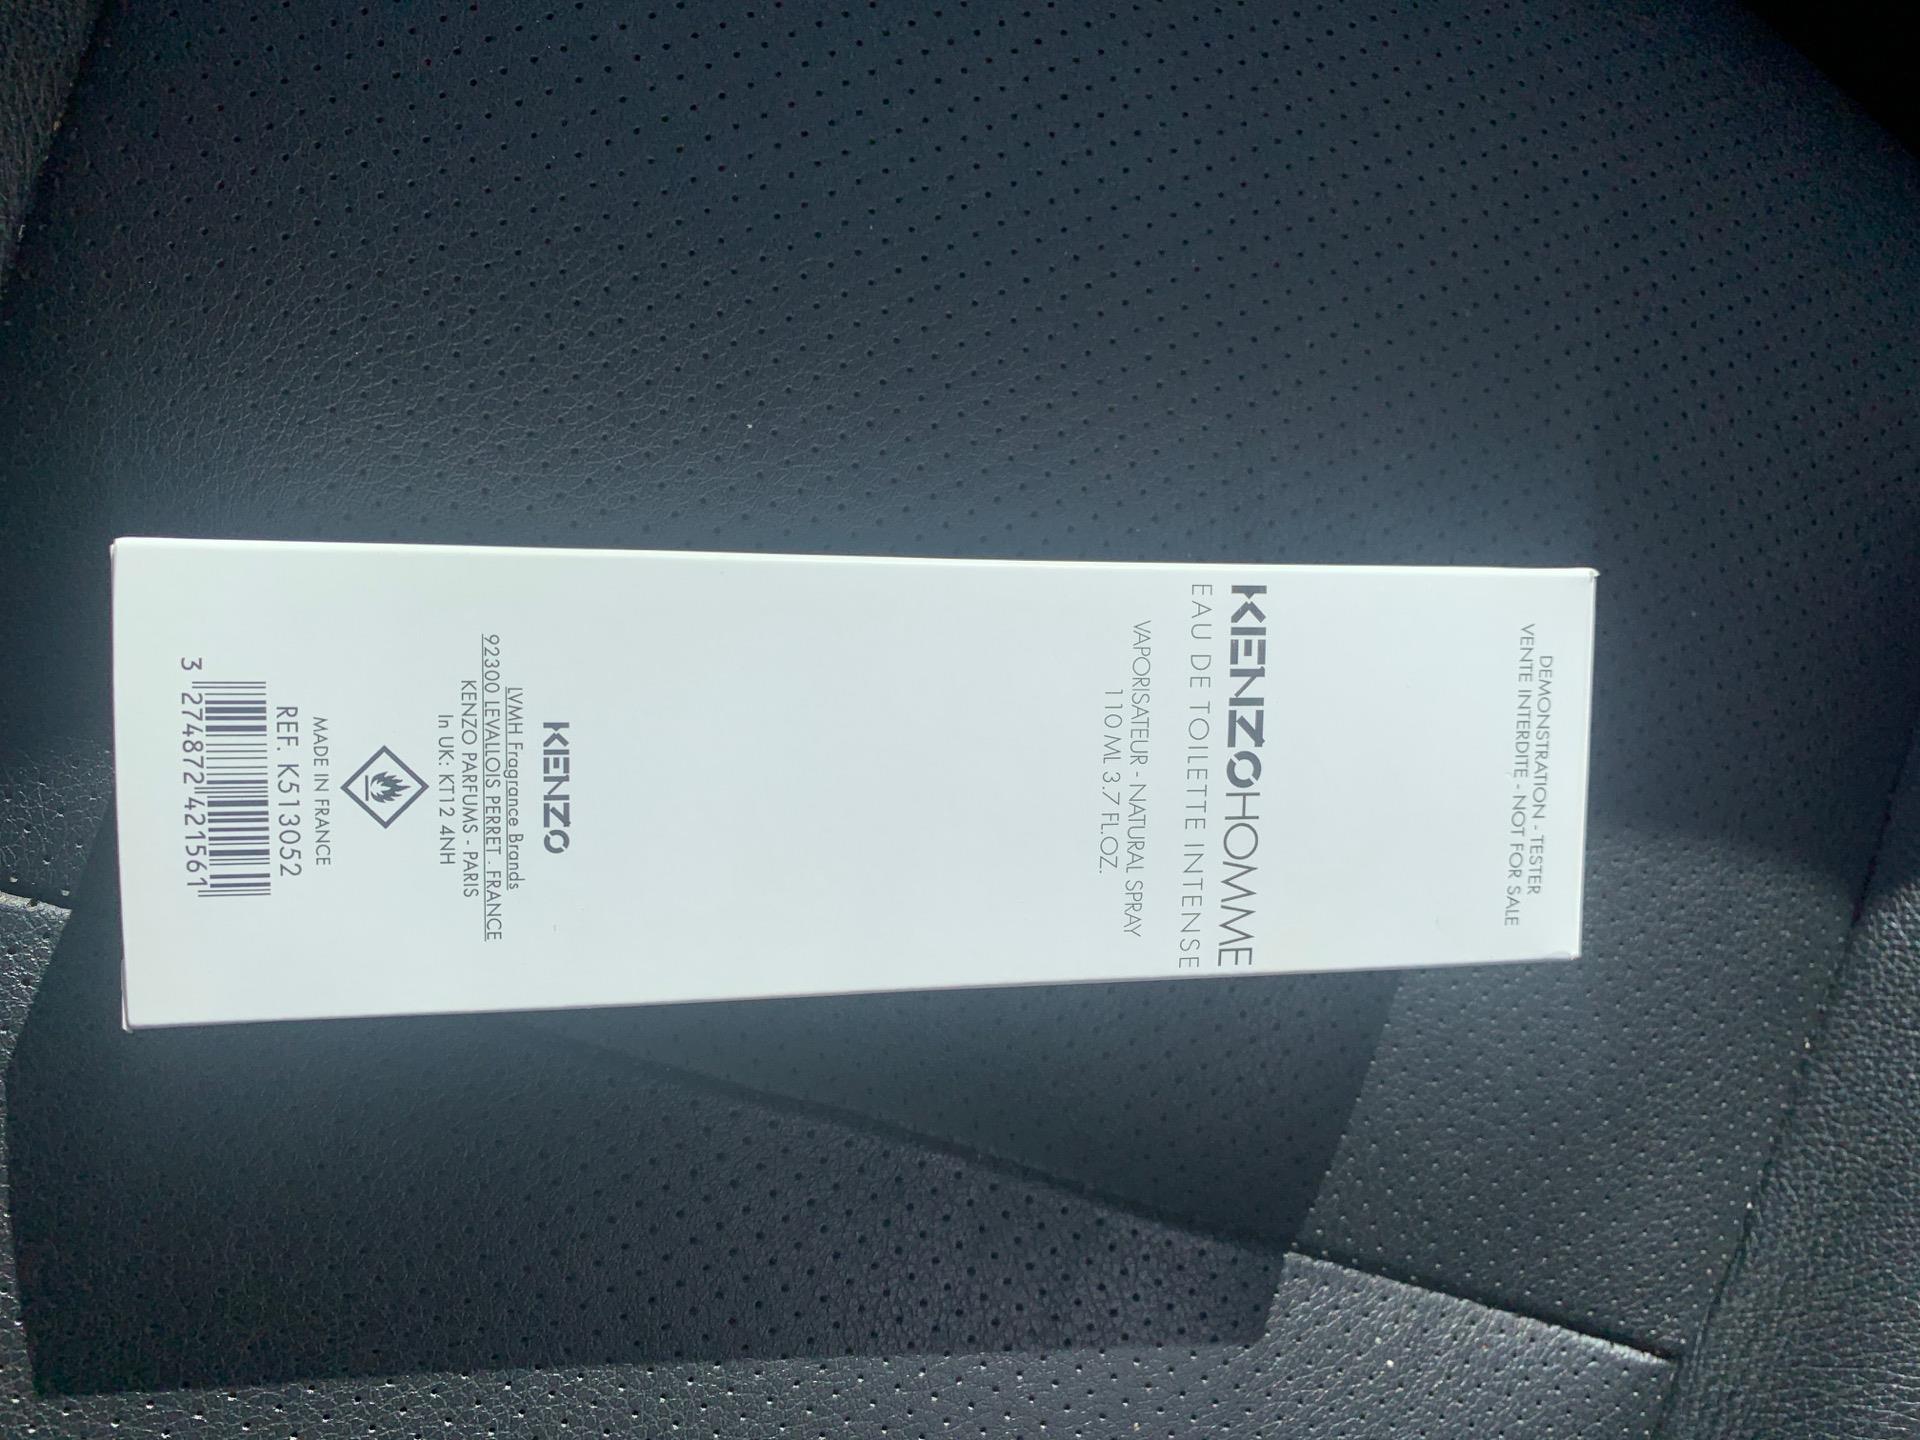 DEMONSTRATION - TESTER
VENTE INTERDITE - NOT FOR SALE
KENZOHOMME
EAU DE TOILETTE INTENSE
VAPORISATEUR - NATURAL SPRAY
110 ML 3.7 FL.OZ.
KENZO
LVMH Fragrance Brands
92300 LEVALLOIS PERRET . FRANCE
KENZO PARFUMS - PARIS
In UK: KT12 4NH
MADE IN FRANCE
REF. K513052
3 274872 421561